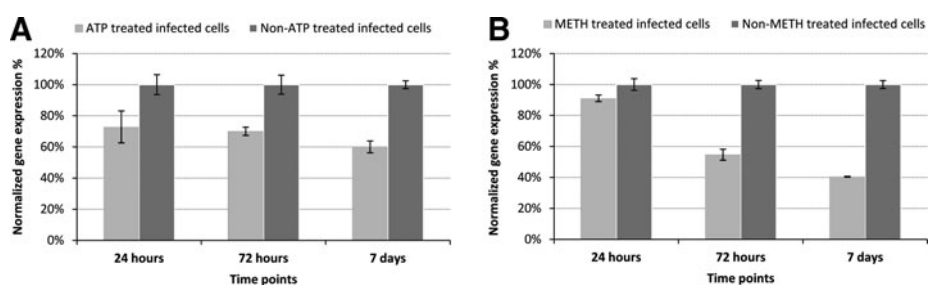 A
ATP treated infected cells Non-ATP treated infected cells
Normalized gene expression %
120%
100%
80%
60%
40%
20%
0%
24 hours 72 hours 7 days
Time points
B
METH treated infected cells Non-METH treated infected cells
Normalized gene expression %
120%
100%
80%
60%
40%
20%
0%
24 hours 72 hours 7 days
Time points